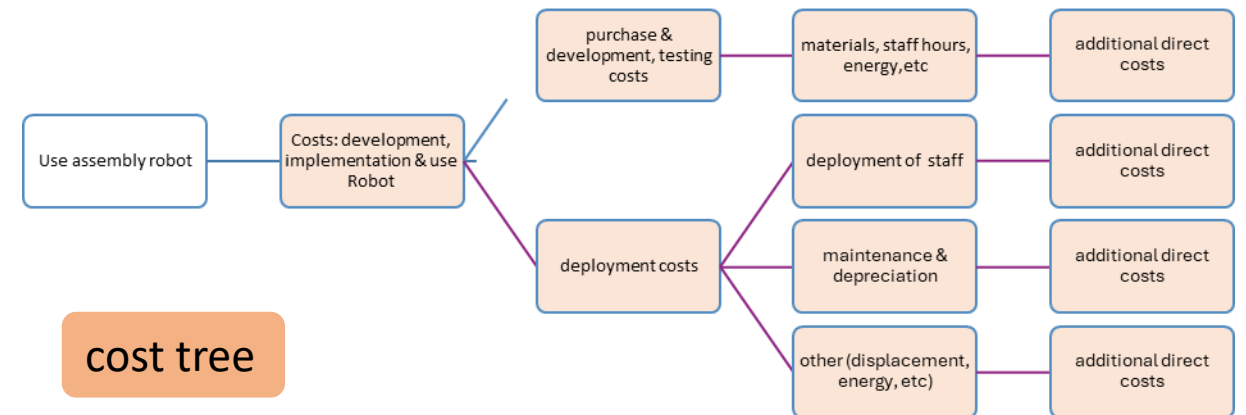 purchase &
development, testing
costs
materials, staff hours,
energy,etc
additional direct
costs
Use assembly robot
Costs: development,
implementation & use
Robot
deployment of staff
additional direct
costs
deployment costs
maintenance &
depreciation
additional direct
costs
cost tree
other (displacement,
energy, etc)
additional direct
costs